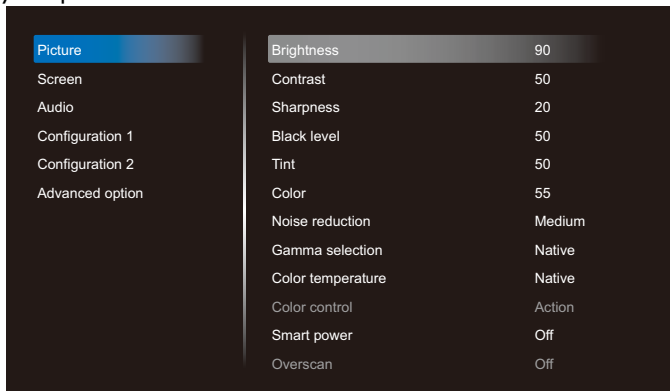 Picture
Screen
Audio
Configuration 1
Configuration 2
Advanced option
Brightness 90
Contrast 50
Sharpness 20
Black level 50
Tint 50
Color 55
Noise reduction Medium
Gamma selection Native
Color temperature Native
Color control Action
Smart power Off
Overscan Off